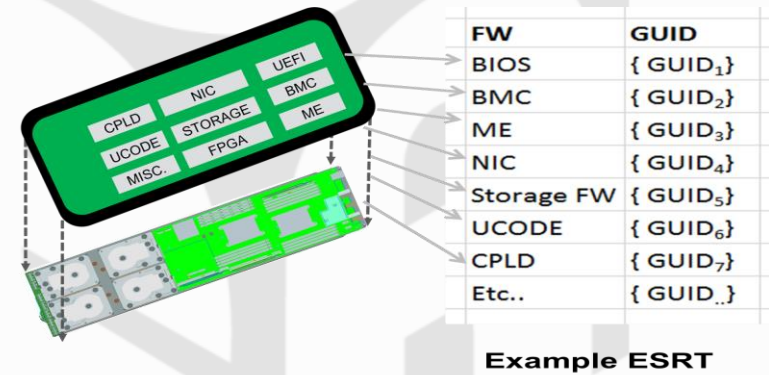 CPLD NIC UEFI
UCODE STORAGE BMC
MISC. FPGA ME
FW GUID
BIOS { GUID₁}
BMC { GUID₂}
ME { GUID₃}
NIC { GUID₄}
Storage FW { GUID₅}
UCODE { GUID₆}
CPLD { GUID₇}
Etc.. { GUID..}
Example ESRT